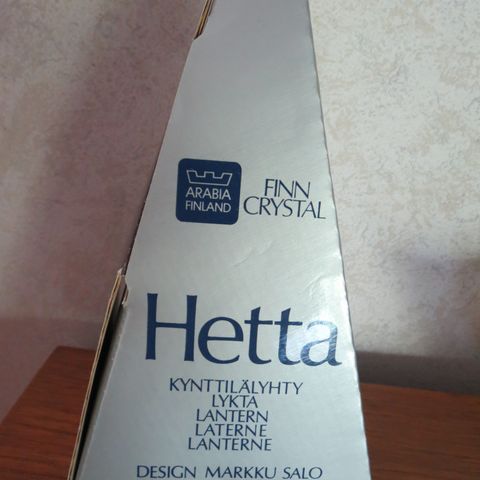 ARABIA
FINLAND
FINN
CRYSTAL
Hetta
KYNTTILÄLYHTY
LYKTA
LANTERN
LATERNE
LANTERNE
DESIGN MARKKU SALO